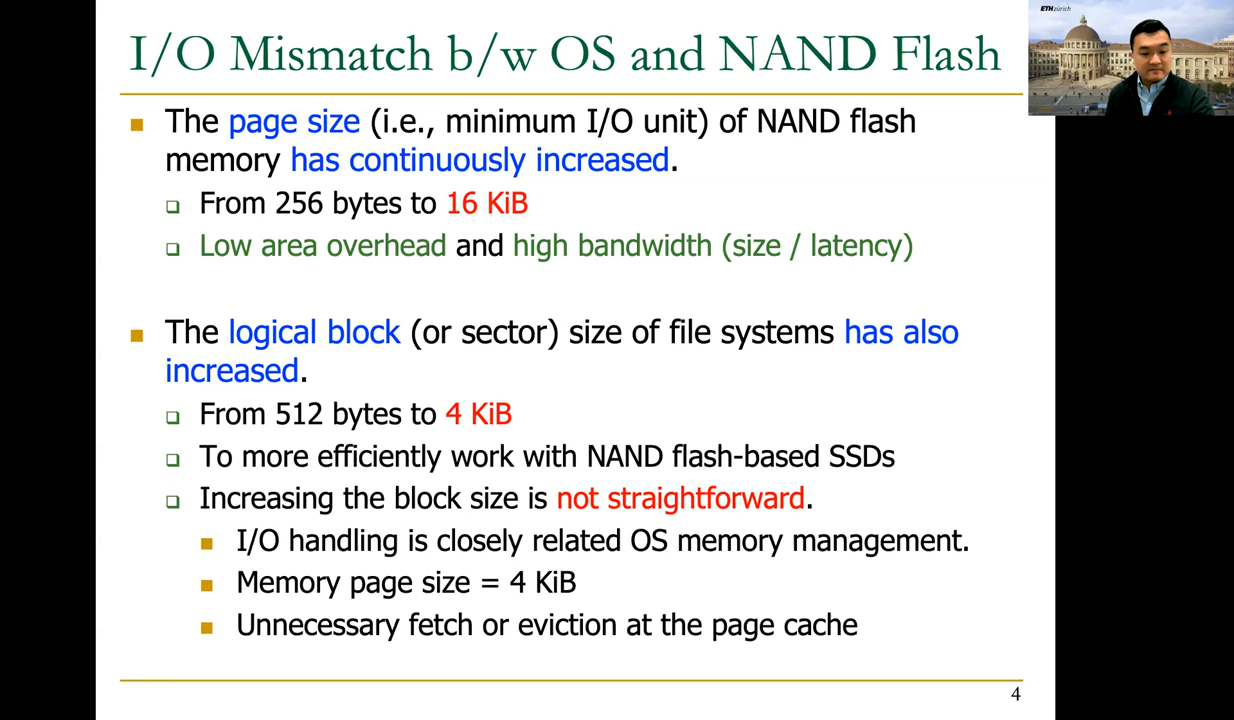 I/O Mismatch b/w OS and NAND Flash
ETH zürich
The page size (i.e., minimum I/O unit) of NAND flash
memory has continuously increased.
From 256 bytes to 16 KiB
Low area overhead and high bandwidth (size / latency)
The logical block (or sector) size of file systems has also
increased.
From 512 bytes to 4 KiB
To more efficiently work with NAND flash-based SSDs
Increasing the block size is not straightforward.
I/O handling is closely related OS memory management.
Memory page size = 4 KiB
Unnecessary fetch or eviction at the page cache
4